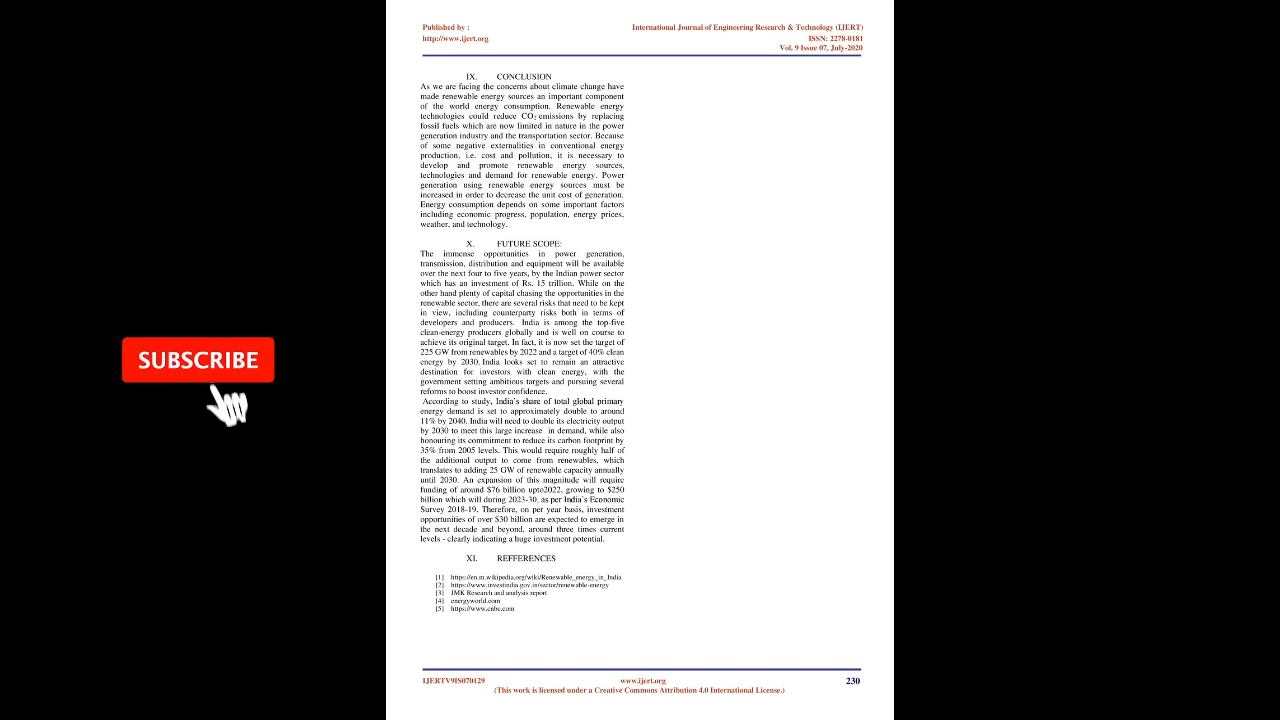 Published by :
http://www.ijert.org
International Journal of Engineering Research & Technology (IJERT)
ISSN: 2278-0181
Vol. 9 Issue 07, July-2020
IX. CONCLUSION
As we are facing the concerns about climate change have
made renewable energy sources an important component
of the world energy consumption. Renewable energy
technologies could reduce CO2 emissions by replacing
fossil fuels which are now limited in nature in the power
generation industry and the transportation sector. Because
of some negative externalities in conventional energy
production, i.e. cost and pollution, it is necessary to
develop and promote renewable energy sources,
technologies and demand for renewable energy. Power
generation using renewable energy sources must be
increased in order to decrease the unit cost of generation.
Energy consumption depends on some important factors
including economic progress, population, energy prices,
weather, and technology.
X. FUTURE SCOPE:
The immense opportunities in power generation,
transmission, distribution and equipment will be available
over the next four to five years, by the Indian power sector
which has an investment of Rs. 15 trillion. While on the
other hand plenty of capital chasing the opportunities in the
renewable sector, there are several risks that need to be kept
in view, including counterparty risks both in terms of
developers and producers. India is among the top-five
clean-energy producers globally and is well on course to
achieve its original target. In fact, it is now set the target of
225 GW from renewables by 2022 and a target of 40% clean
energy by 2030. India looks set to remain an attractive
destination for investors with clean energy, with the
government setting ambitious targets and pursuing several
reforms to boost investor confidence.
According to study, India's share of total global primary
energy demand is set to approximately double to around
11% by 2040. India will need to double its electricity output
by 2030 to meet this large increase in demand, while also
honouring its commitment to reduce its carbon footprint by
35% from 2005 levels. This would require roughly half of
the additional output to come from renewables, which
translates to adding 25 GW of renewable capacity annually
until 2030. An expansion of this magnitude will require
funding of around $76 billion upto2022, growing to $250
billion which will during 2023-30, as per India's Economic
Survey 2018-19. Therefore, on per year basis, investment
opportunities of over $30 billion are expected to emerge in
the next decade and beyond, around three times current
levels - clearly indicating a huge investment potential.
XI. REFFERENCES
[1] https://en.m.wikipedia.org/wiki/Renewable_energy_in_India
[2] https://www.investindia.gov.in/sector/renewable-energy
[3] JMK Research and analysis report
[4] energyworld.com
[5] https://www.cnbc.com
SUBSCRIBE
IJERTV9IS070129
www.ijert.org
230
(This work is licensed under a Creative Commons Attribution 4.0 International License.)